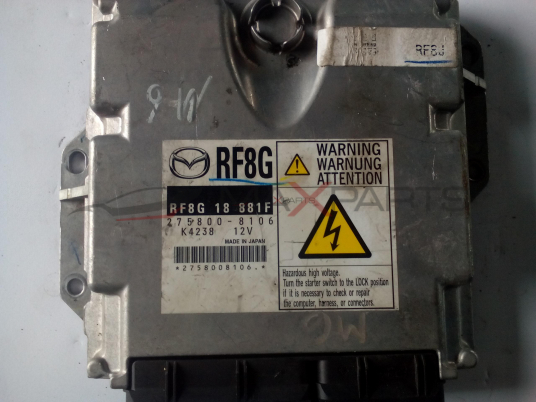 RF8J
RF8G
WARNING
WARNUNG
ATTENTION
RF8G 18 881F
275800-8106
K4238 12V
MADE IN JAPAN
*2758008106.*
Hazardous high voltage.
Turn the starter switch to the LOCK position
if it is necessary to check or repair
the computer, harness, or connectors.